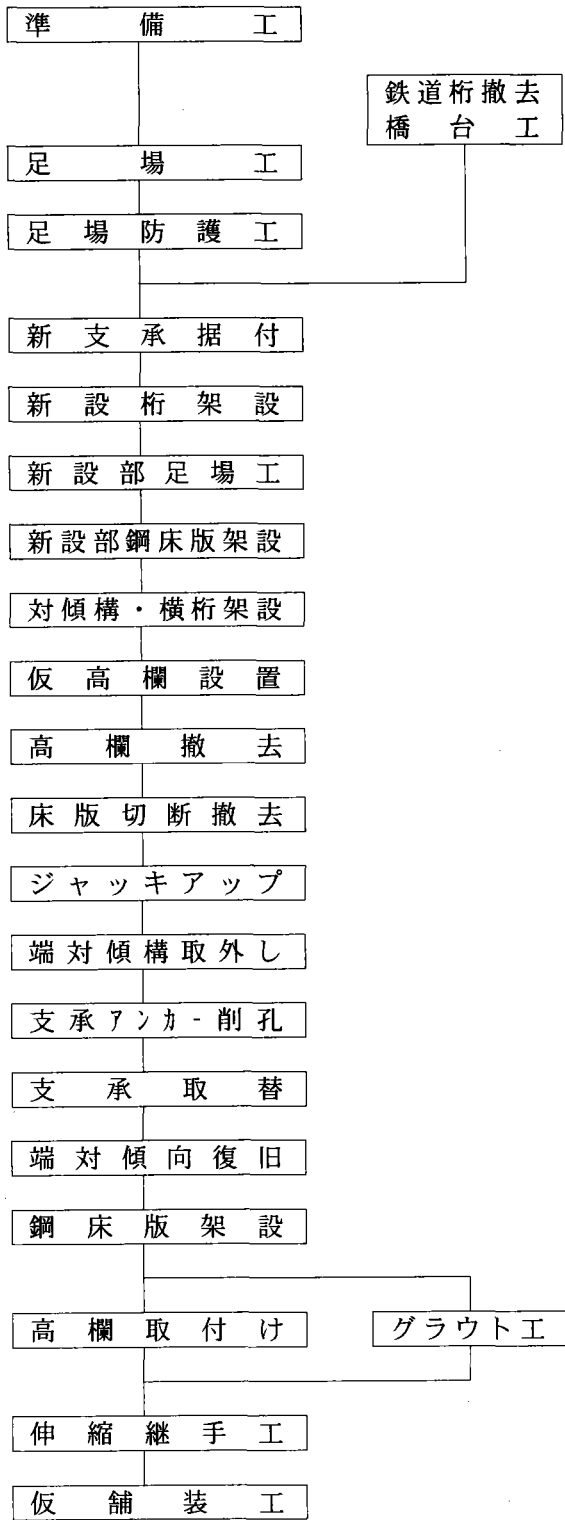 準備工
鉄道桁撤去
橋台工
足場工
足場防護工
新支承据付
新設桁架設
新設部足場工
新設部鋼床版架設
対傾構・横桁架設
仮高欄設置
高欄撤去
床版切断撤去
ジャッキアップ
端対傾構取外し
支承アンカー削孔
支承取替
端対傾向復旧
鋼床版架設
高欄取付け
グラウト工
伸縮継手工
仮舗装工